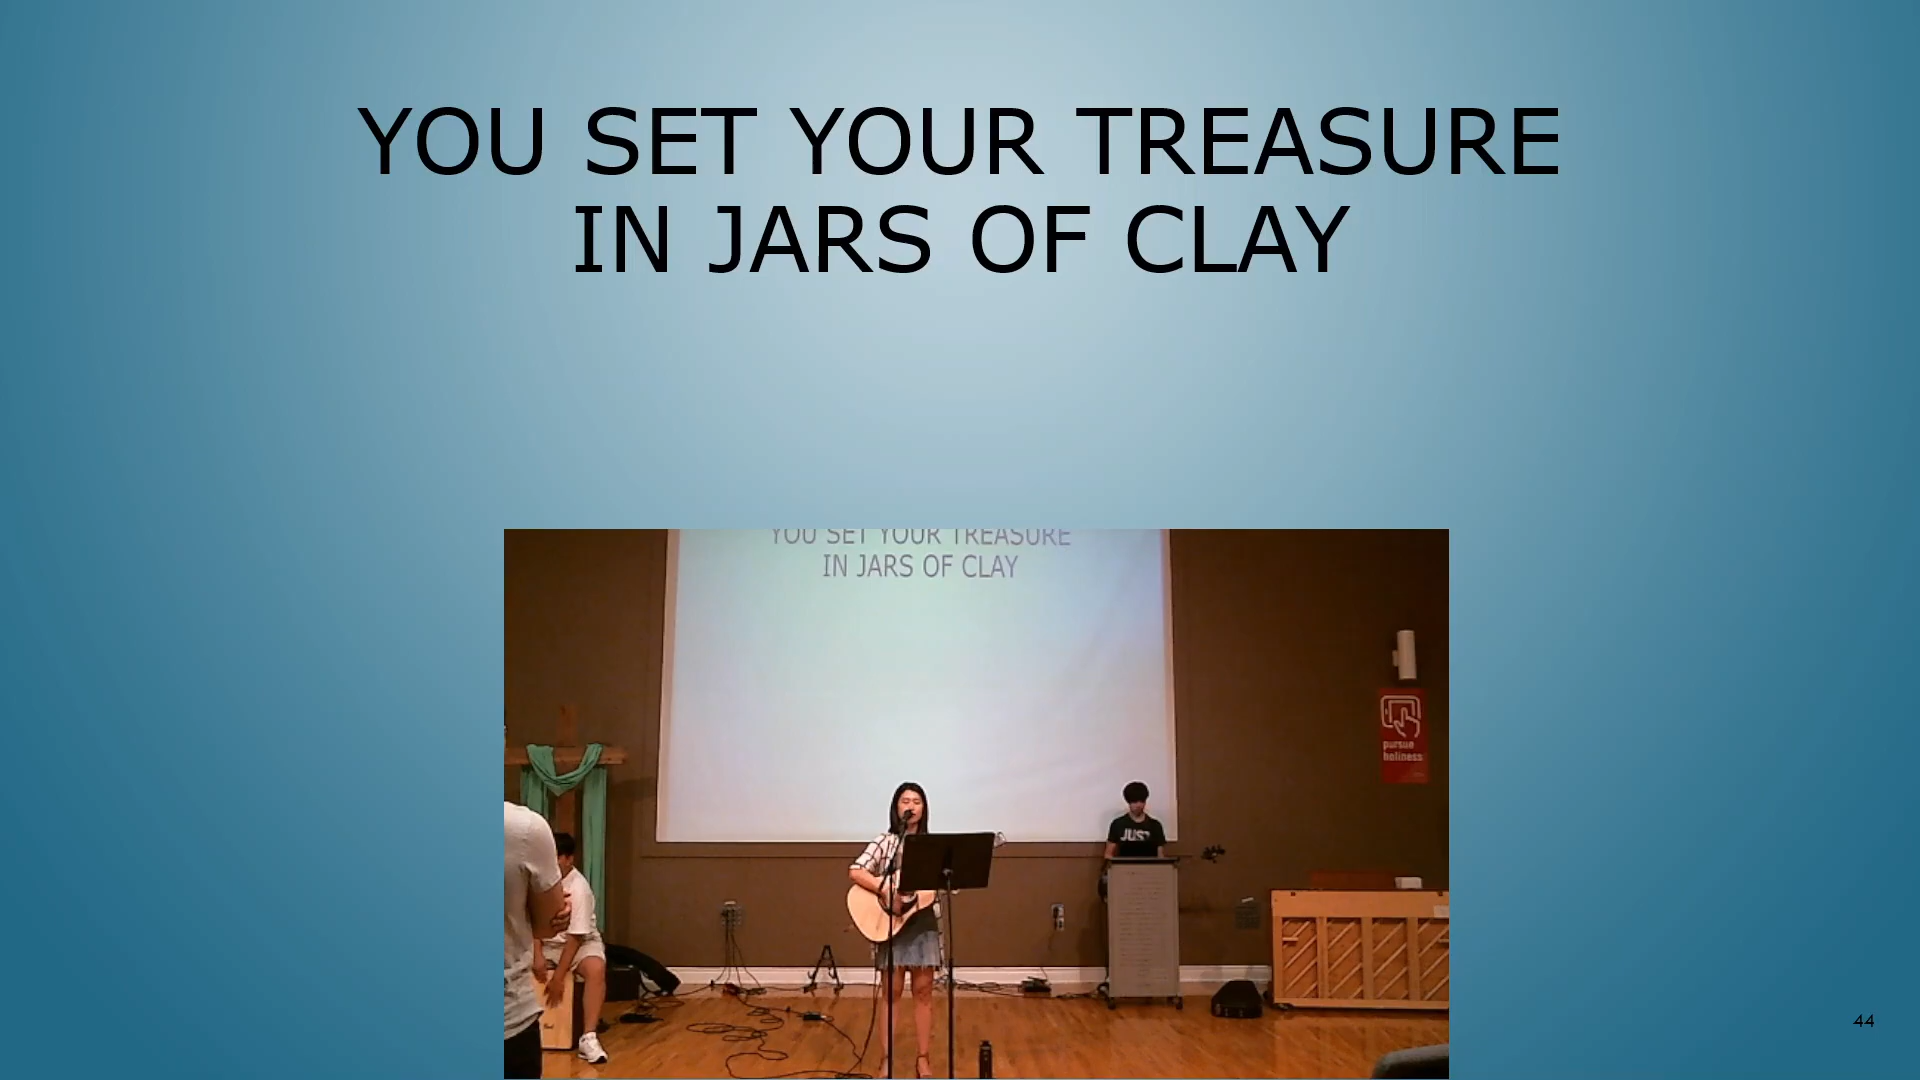 YOU SET YOUR TREASURE
IN JARS OF CLAY
YOU SET YOUR TREASURE
IN JARS OF CLAY
pursue
holiness
JUST
44